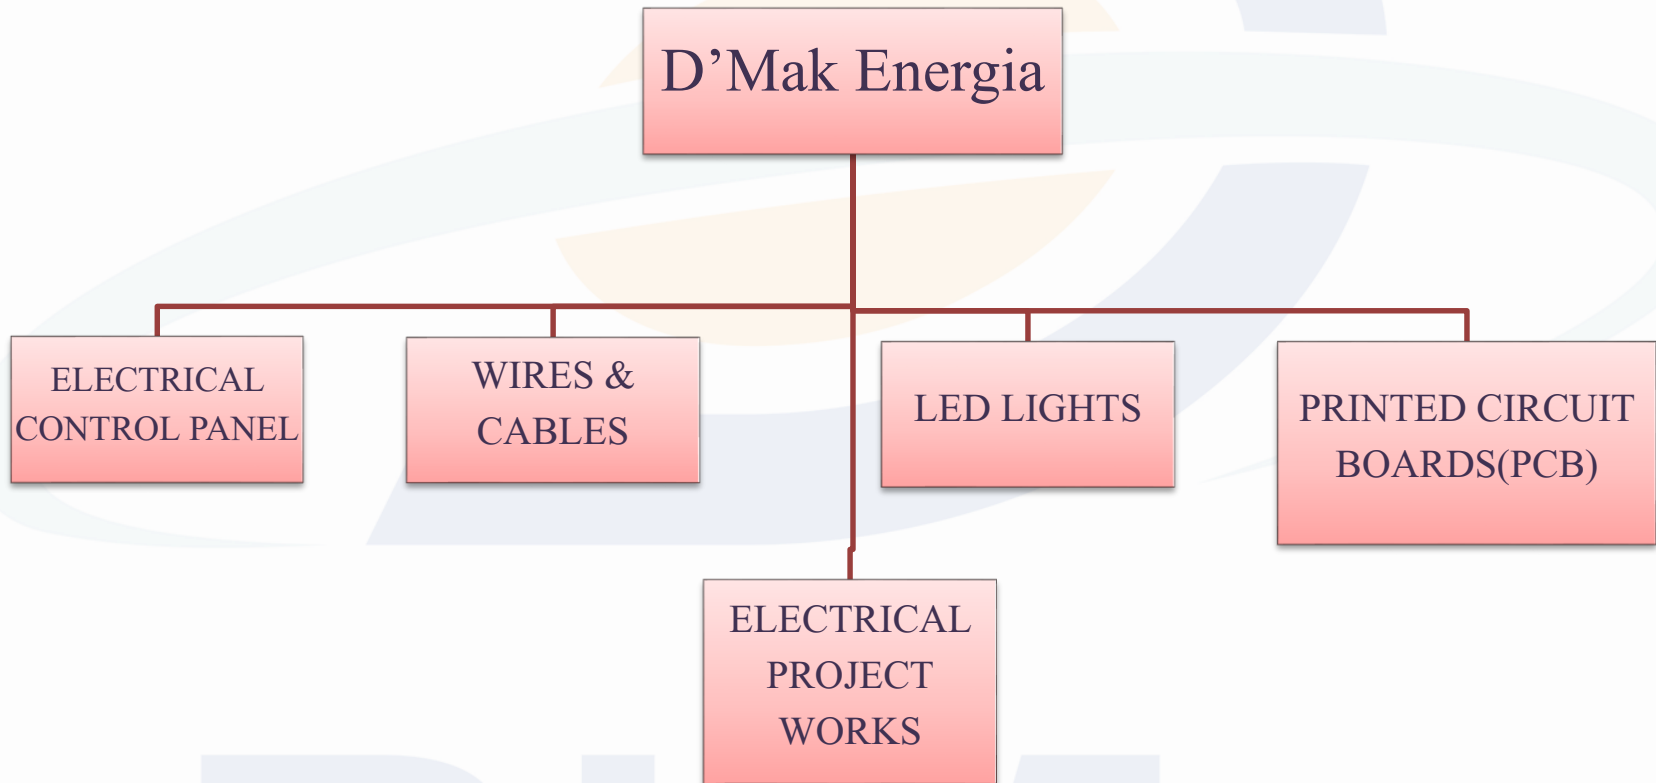 D’Mak Energia
ELECTRICAL
CONTROL PANEL
WIRES &
CABLES
LED LIGHTS
PRINTED CIRCUIT
BOARDS(PCB)
ELECTRICAL
PROJECT
WORKS